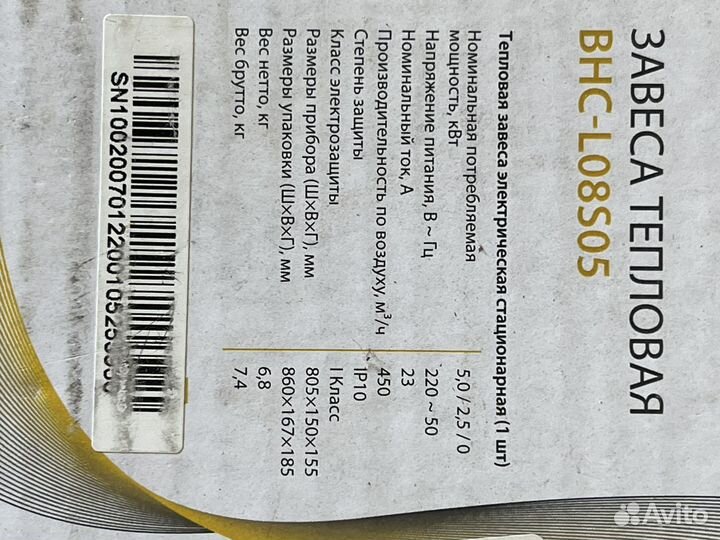 ЗАВЕСА ТЕПЛОВАЯ
BHC-L08S05
Тепловая завеса электрическая стационарная (1 шт)
Номинальная потребляемая
мощность, кВт 5,0 / 2,5 / 0
Напряжение питания, В ~ Гц 220 ~ 50
Номинальный ток, А 23
Производительность по воздуху, м³/ч 450
Степень защиты IP10
Класс электрозащиты I Класс
Размеры прибора (Ш×В×Г), мм 805×150×155
Размеры упаковки (Ш×В×Г), мм 860×167×185
Вес нетто, кг 6,8
Вес брутто, кг 7,4
Avito